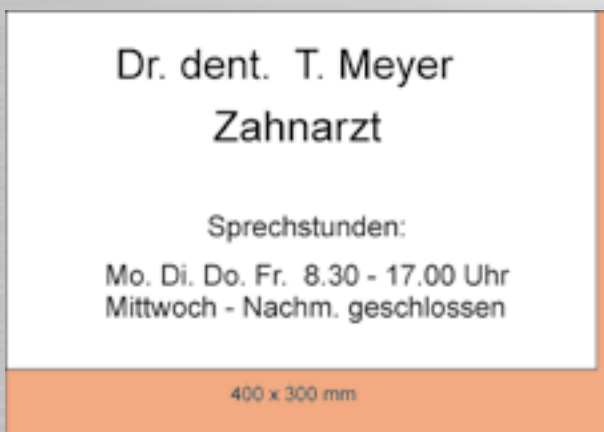 Dr. dent. T. Meyer
Zahnarzt
Sprechstunden:
Mo. Di. Do. Fr. 8.30 - 17.00 Uhr
Mittwoch - Nachm. geschlossen
400 x 300 mm